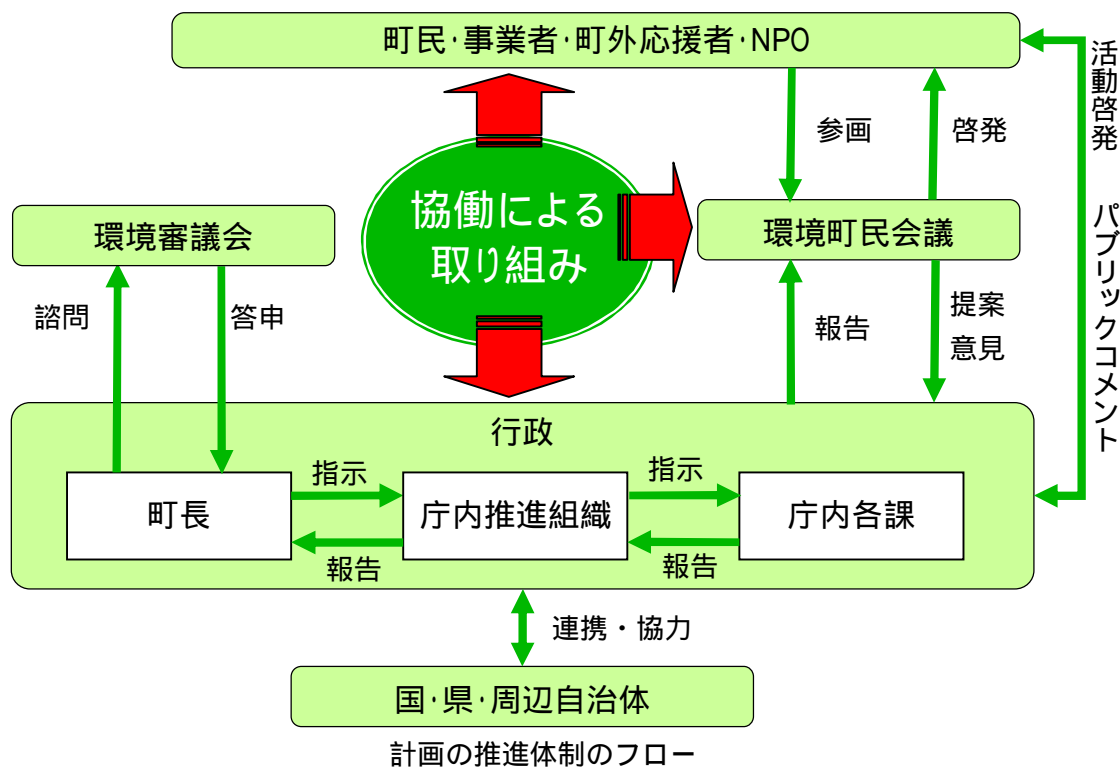 町民･事業者･町外応援者･NPO
活動啓発　パブリックコメント
参画
啓発
協働による
取り組み
環境審議会
環境町民会議
諮問
答申
報告
提案
意見
行政
指示
指示
町長
庁内推進組織
庁内各課
報告
報告
連携・協力
国･県･周辺自治体
計画の推進体制のフロー